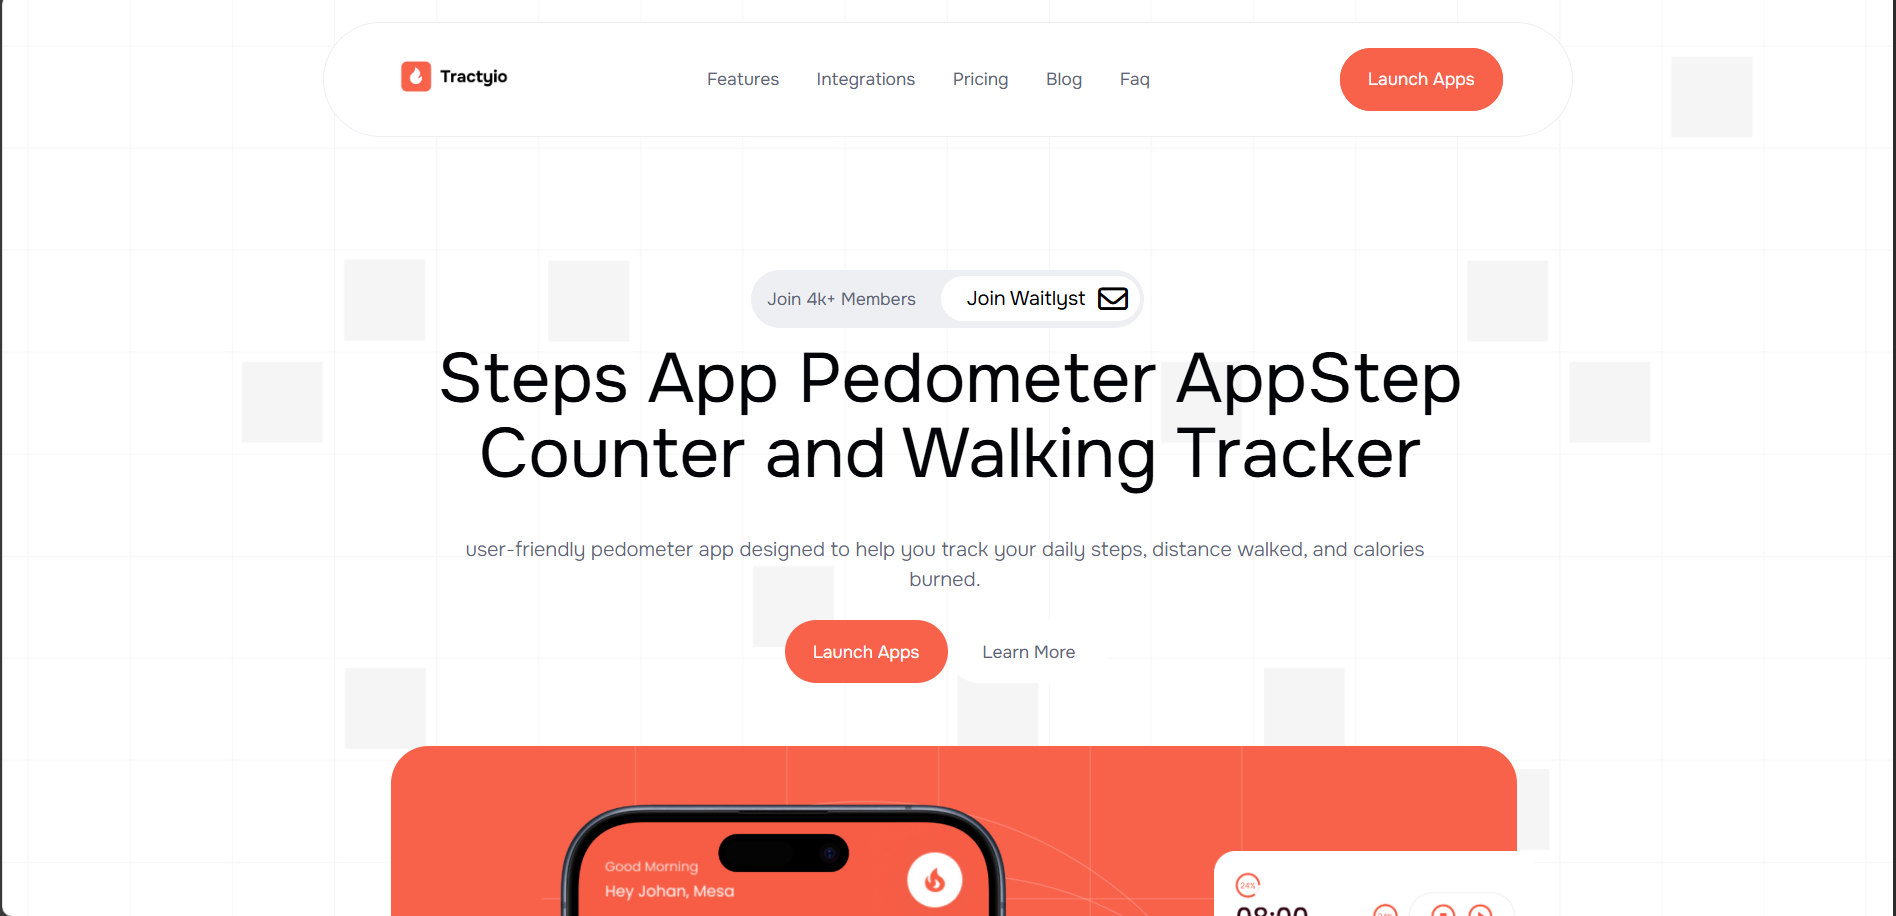 Tractyio
Features
Integrations
Pricing
Blog
Faq
Launch Apps
Join 4k+ Members
Join Waitlyst
Steps App Pedometer AppStep
Counter and Walking Tracker
user-friendly pedometer app designed to help you track your daily steps, distance walked, and calories
burned.
Launch Apps
Learn More
Good Morning
Hey Johan, Mesa
24%
08:00